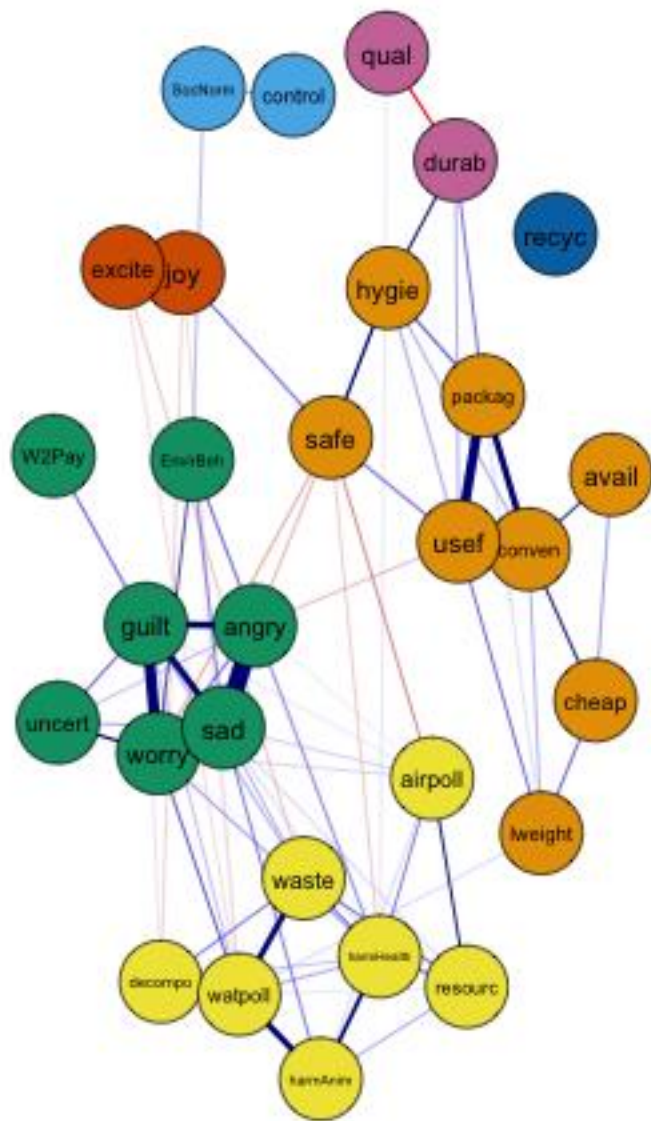 qual
SocNorm
control
durab
recyc
excite
joy
hygie
packag
safe
W2Pay
EnvirBeh
avail
usef
conven
guilt
angry
cheap
uncert
sad
worry
airpoll
lweight
waste
harmHealth
decompo
watpoll
resourc
harmAnim